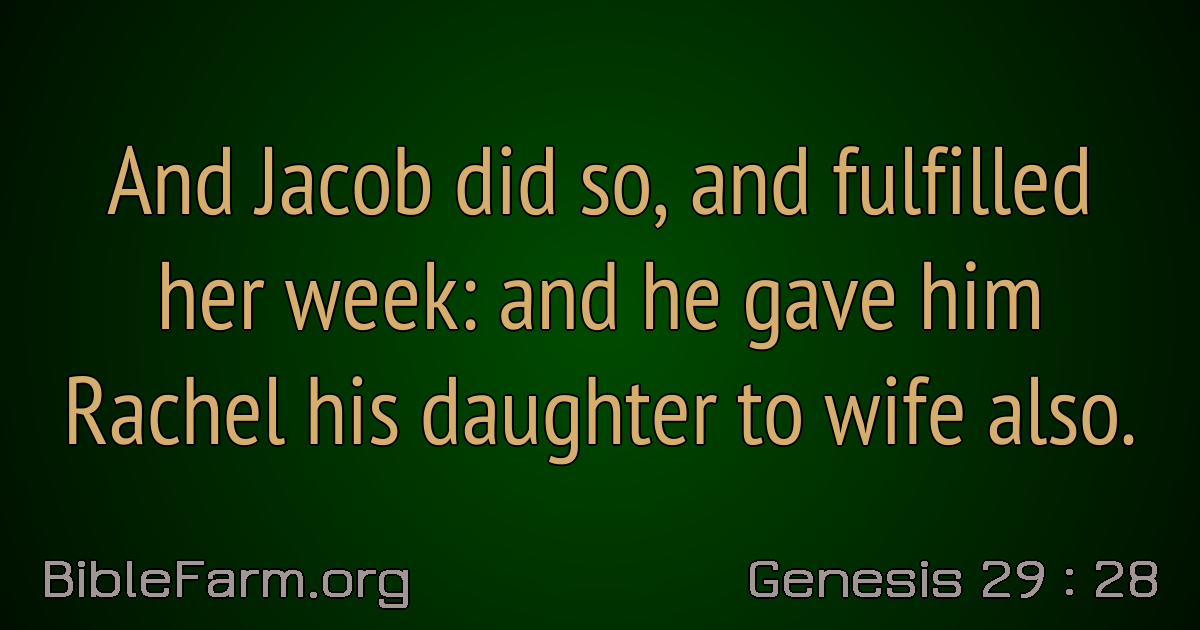 And Jacob did so, and fulfilled
her week: and he gave him
Rachel his daughter to wife also.
BibleFarm.org
Genesis 29 : 28